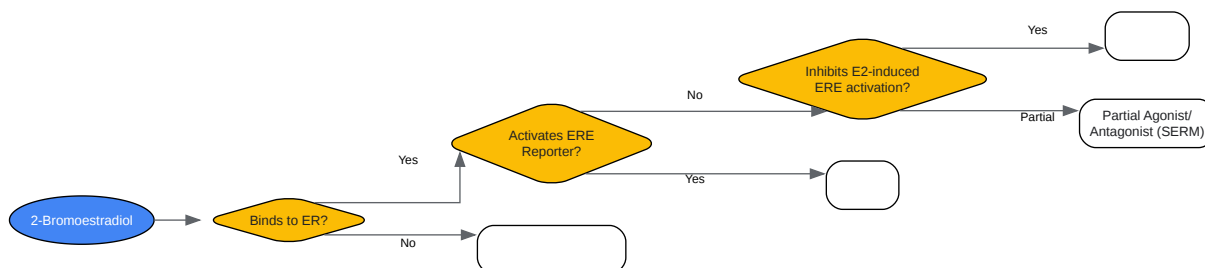 Yes
Inhibits E2-induced
ERE activation?
No
Partial
Partial Agonist/
Antagonist (SERM)
Activates ERE
Reporter?
Yes
Yes
2-Bromoestradiol
Binds to ER?
No